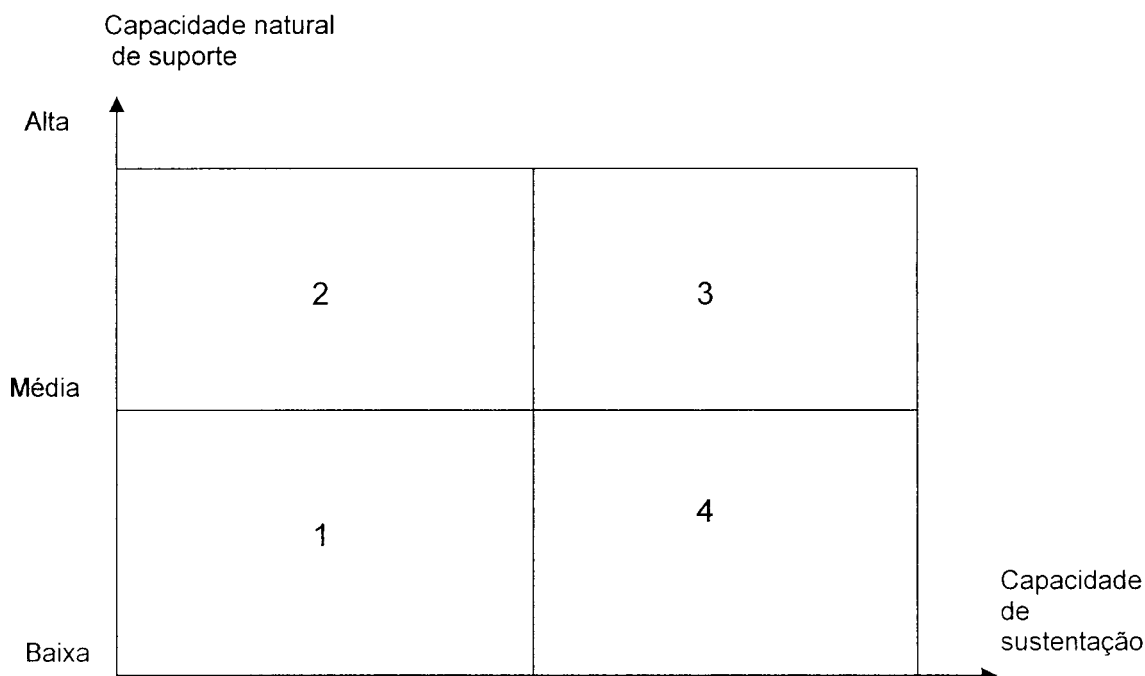 Capacidade natural
de suporte
Alta
2
3
Média
1
4
Capacidade
de
sustentação
Baixa